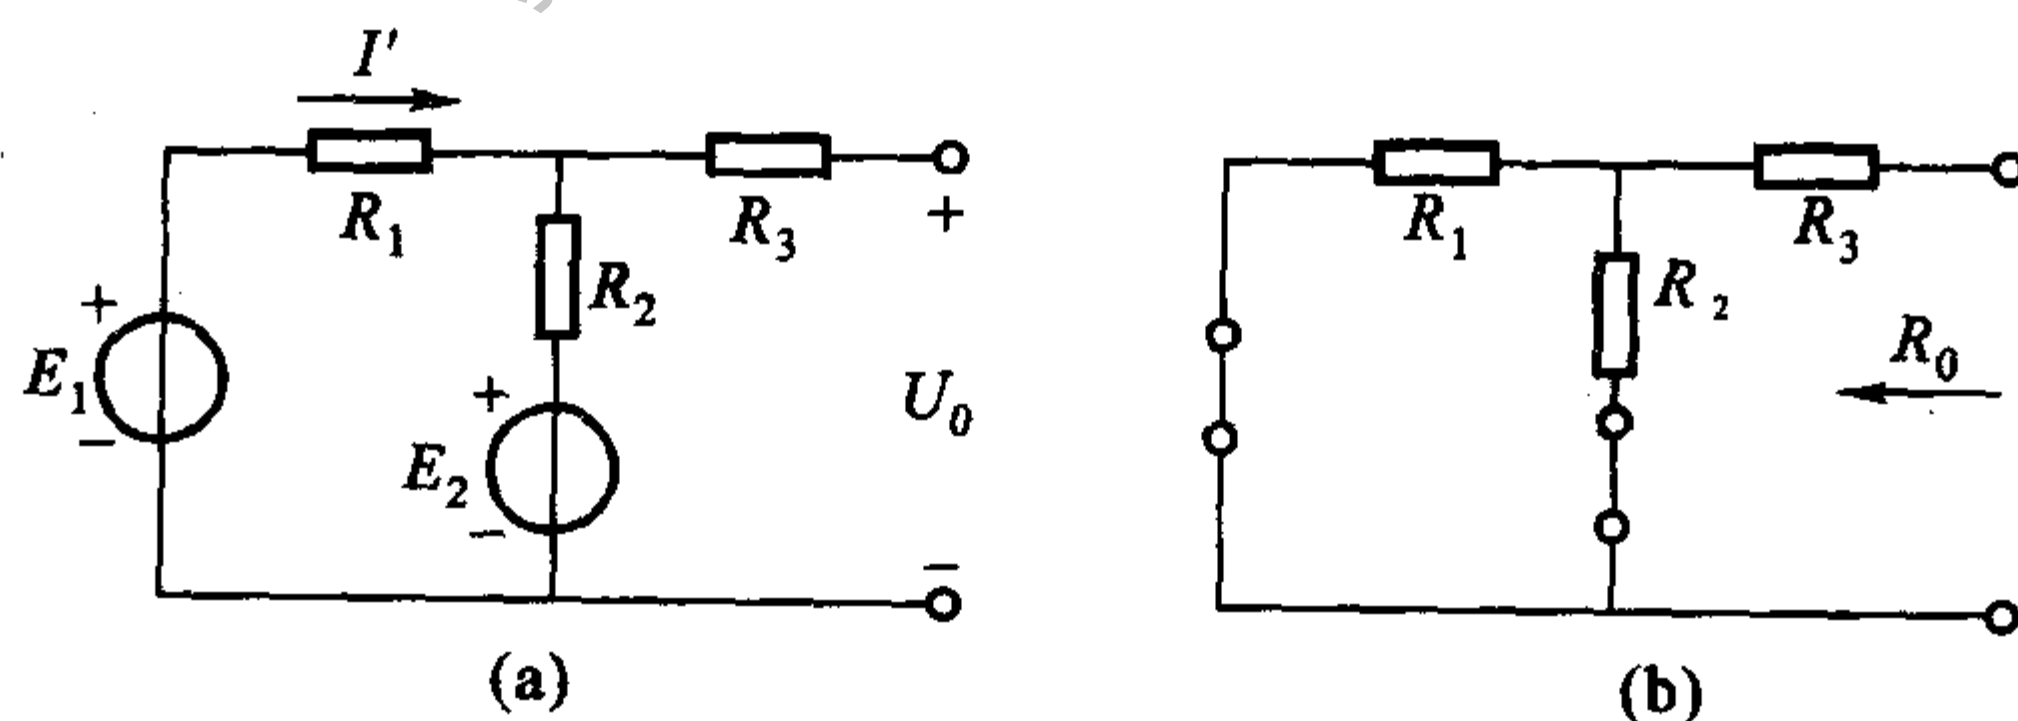 I′
R₁
R₃
+
R₂
+
E₁
−
+
E₂
−
U₀
−
(a)
R₁
R₃
R₂
R₀
(b)